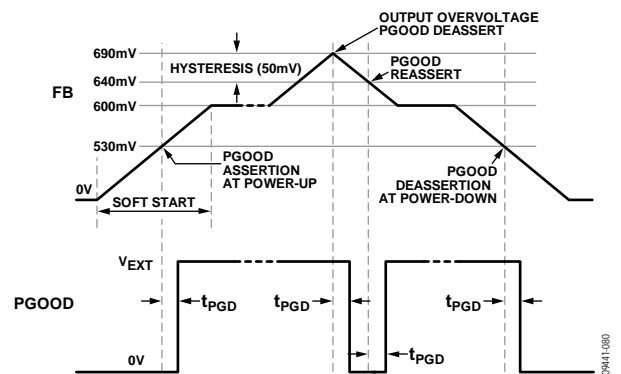 OUTPUT OVERVOLTAGE
PGOOD DEASSERT
690mV
HYSTERESIS (50mV)
PGOOD
REASSERT
640mV
FB
600mV
530mV
PGOOD
ASSERTION
AT POWER-UP
PGOOD
DEASSERTION
AT POWER-DOWN
0V
SOFT START
VEXT
PGOOD
tPGD
tPGD
tPGD
tPGD
0V
09441-080